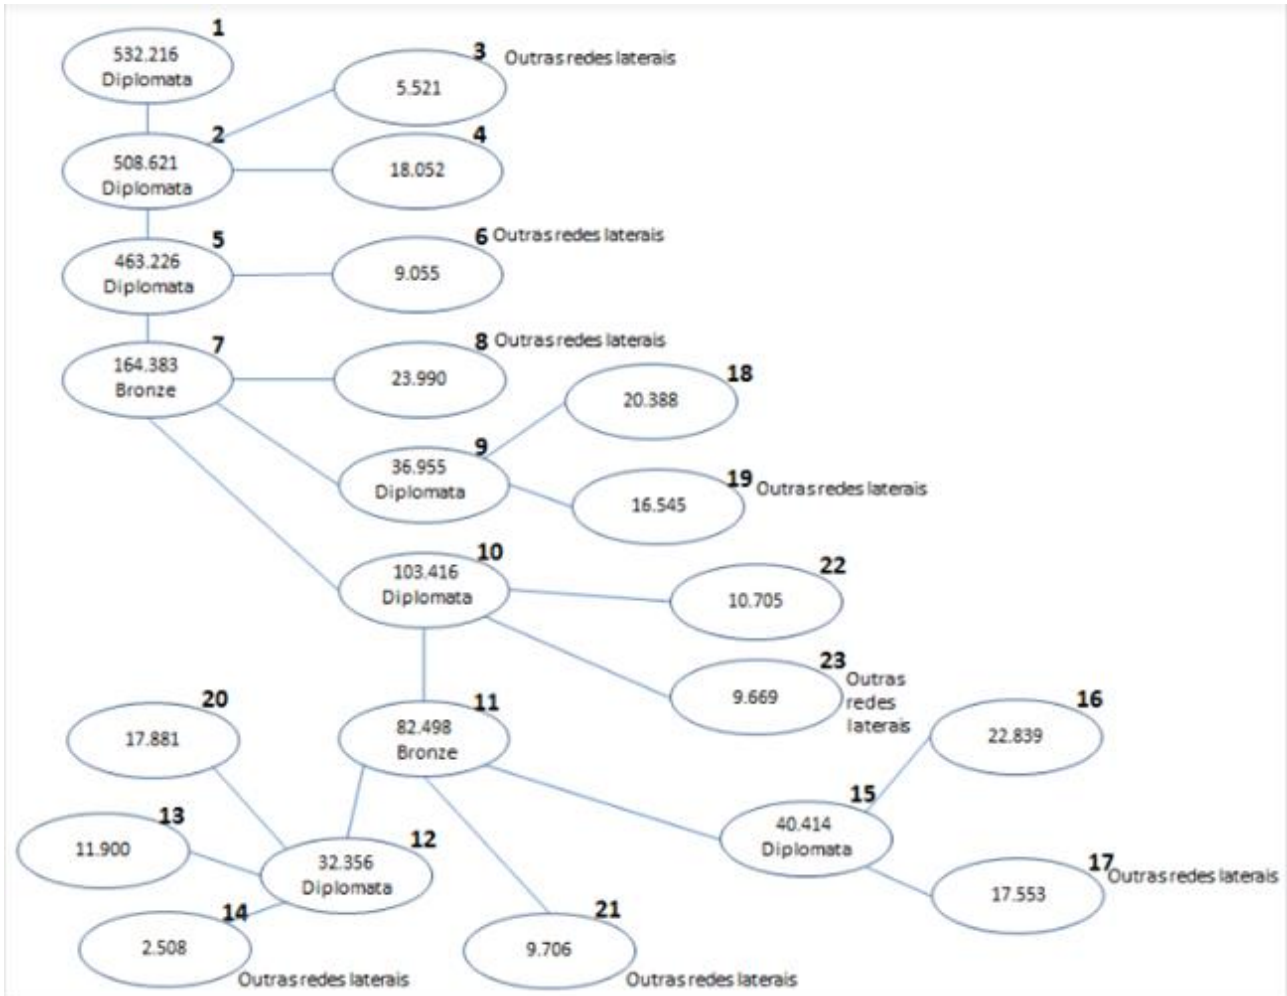 1
532.216
Diplomata
3
Outras redes laterais
5.521
2
508.621
Diplomata
4
18.052
5
463.226
Diplomata
6
Outras redes laterais
9.055
7
164.383
Bronze
8
Outras redes laterais
23.990
18
20.388
9
36.955
Diplomata
19
Outras redes laterais
16.545
10
103.416
Diplomata
22
10.705
23
Outras
redes
laterais
9.669
20
17.881
11
82.498
Bronze
16
22.839
13
11.900
12
32.356
Diplomata
15
40.414
Diplomata
17
Outras redes laterais
17.553
14
2.508
Outras redes laterais
21
9.706
Outras redes laterais